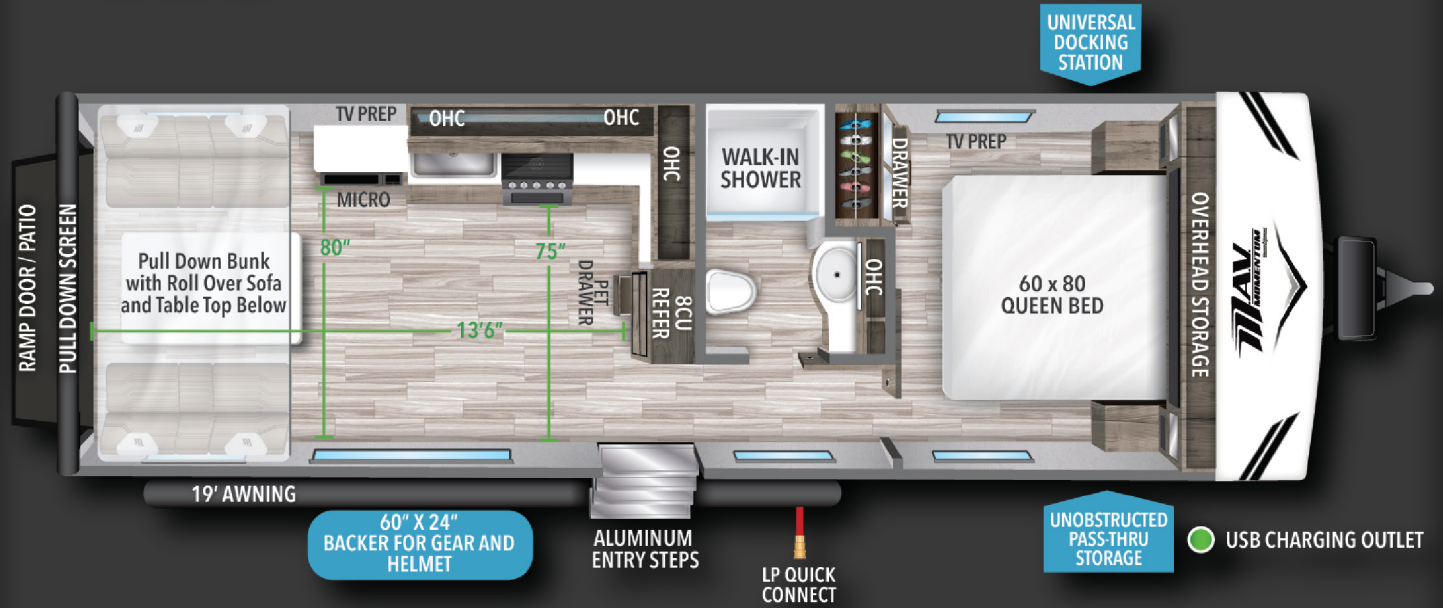 UNIVERSAL
DOCKING
STATION
TV PREP
OHC
OHC
OHC
MICRO
WALK-IN
SHOWER
DRAWER
TV PREP
RAMP DOOR / PATIO
PULL DOWN SCREEN
Pull Down Bunk
with Roll Over Sofa
and Table Top Below
80"
75"
13'6"
PET
DRAWER
8CU
REFER
OHC
60 x 80
QUEEN BED
OVERHEAD STORAGE
MAV
MOMENTUM
19' AWNING
60" X 24"
BACKER FOR GEAR AND
HELMET
ALUMINUM
ENTRY STEPS
LP QUICK
CONNECT
UNOBSTRUCTED
PASS-THRU
STORAGE
USB CHARGING OUTLET